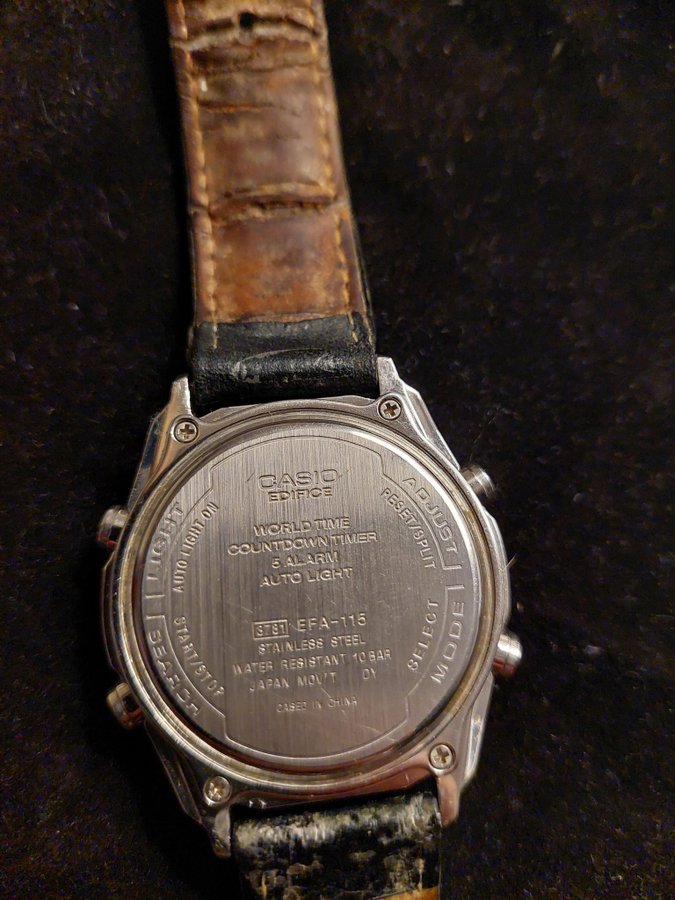 CASIO
EDIFICE
WORLD TIME
COUNTDOWN TIMER
5 ALARM
AUTO LIGHT
3781 EFA-115
STAINLESS STEEL
WATER RESISTANT 10 BAR
JAPAN MOV'T. DY
CASED IN CHINA
LIGHT
AUTO LIGHT ON
ADJUST
RESET/SPLIT
START/STOP
SEARCH
SELECT
MODE